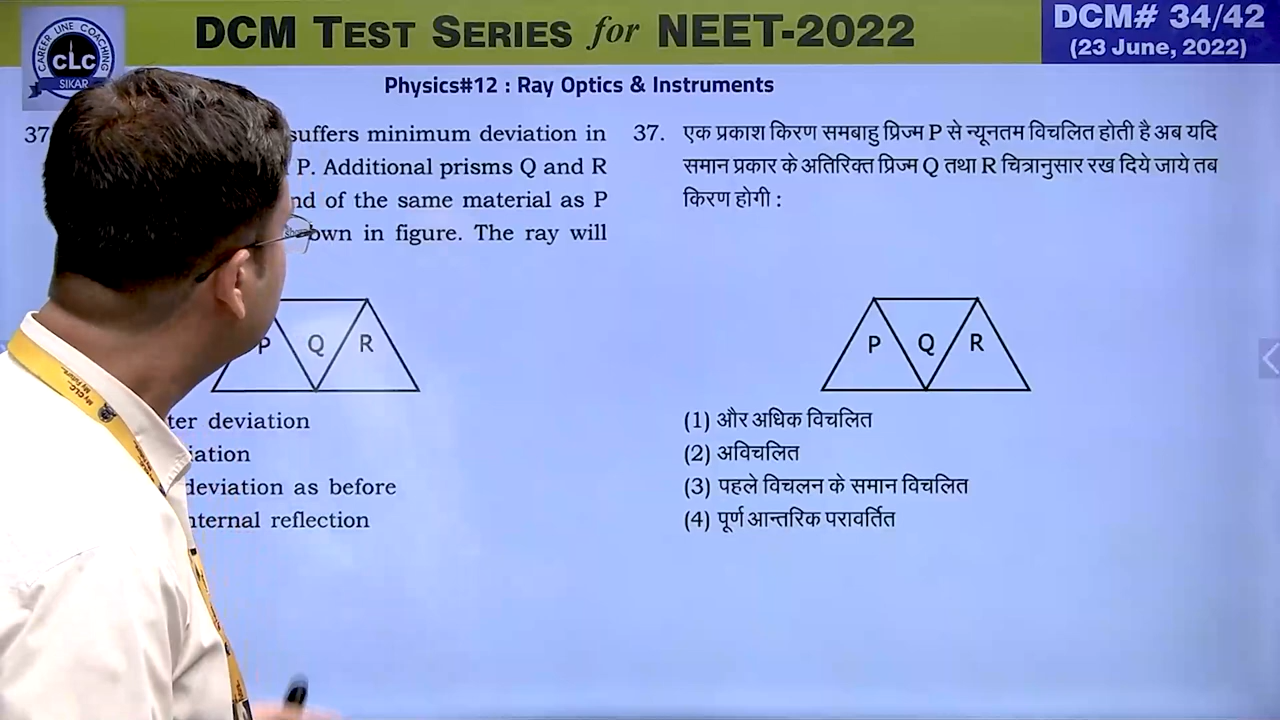 CAREER LINE COACHING
CLC
SIKAR
DCM TEST SERIES for NEET-2022
DCM# 34/42
(23 June, 2022)
Physics#12 : Ray Optics & Instruments
37
suffers minimum deviation in
P. Additional prisms Q and R
nd of the same material as P
own in figure. The ray will
P Q R
ter deviation
iation
deviation as before
nternal reflection
37. एक प्रकाश किरण समबाहु प्रिज्म P से न्यूनतम विचलित होती है अब यदि
समान प्रकार के अतिरिक्त प्रिज्म Q तथा R चित्रानुसार रख दिये जाये तब
किरण होगी :
P Q R
(1) और अधिक विचलित
(2) अविचलित
(3) पहले विचलन के समान विचलित
(4) पूर्ण आन्तरिक परावर्तित
My CLC...
My Future...